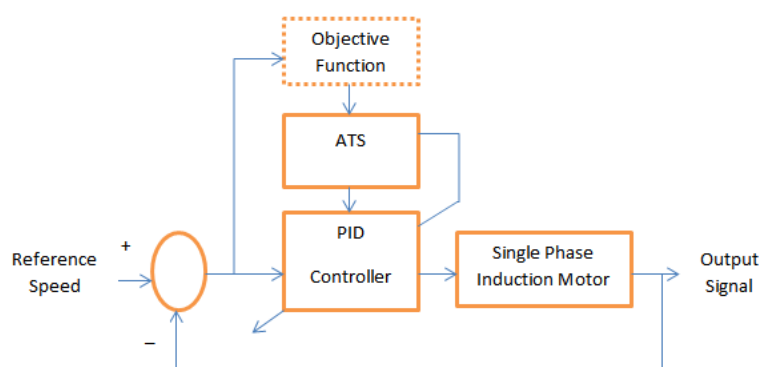 Objective
Function
ATS
PID
Controller
+
Reference
Speed
Single Phase
Induction Motor
Output
Signal
–